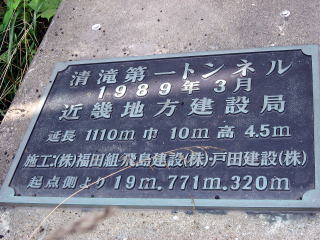 清滝第一トンネル
1989年3月
近畿地方建設局
延長 1110m 巾 10m 高 4.5m
施工:(株)福田組・飛島建設(株)・戸田建設(株)
起点側より 19m.771m.320m